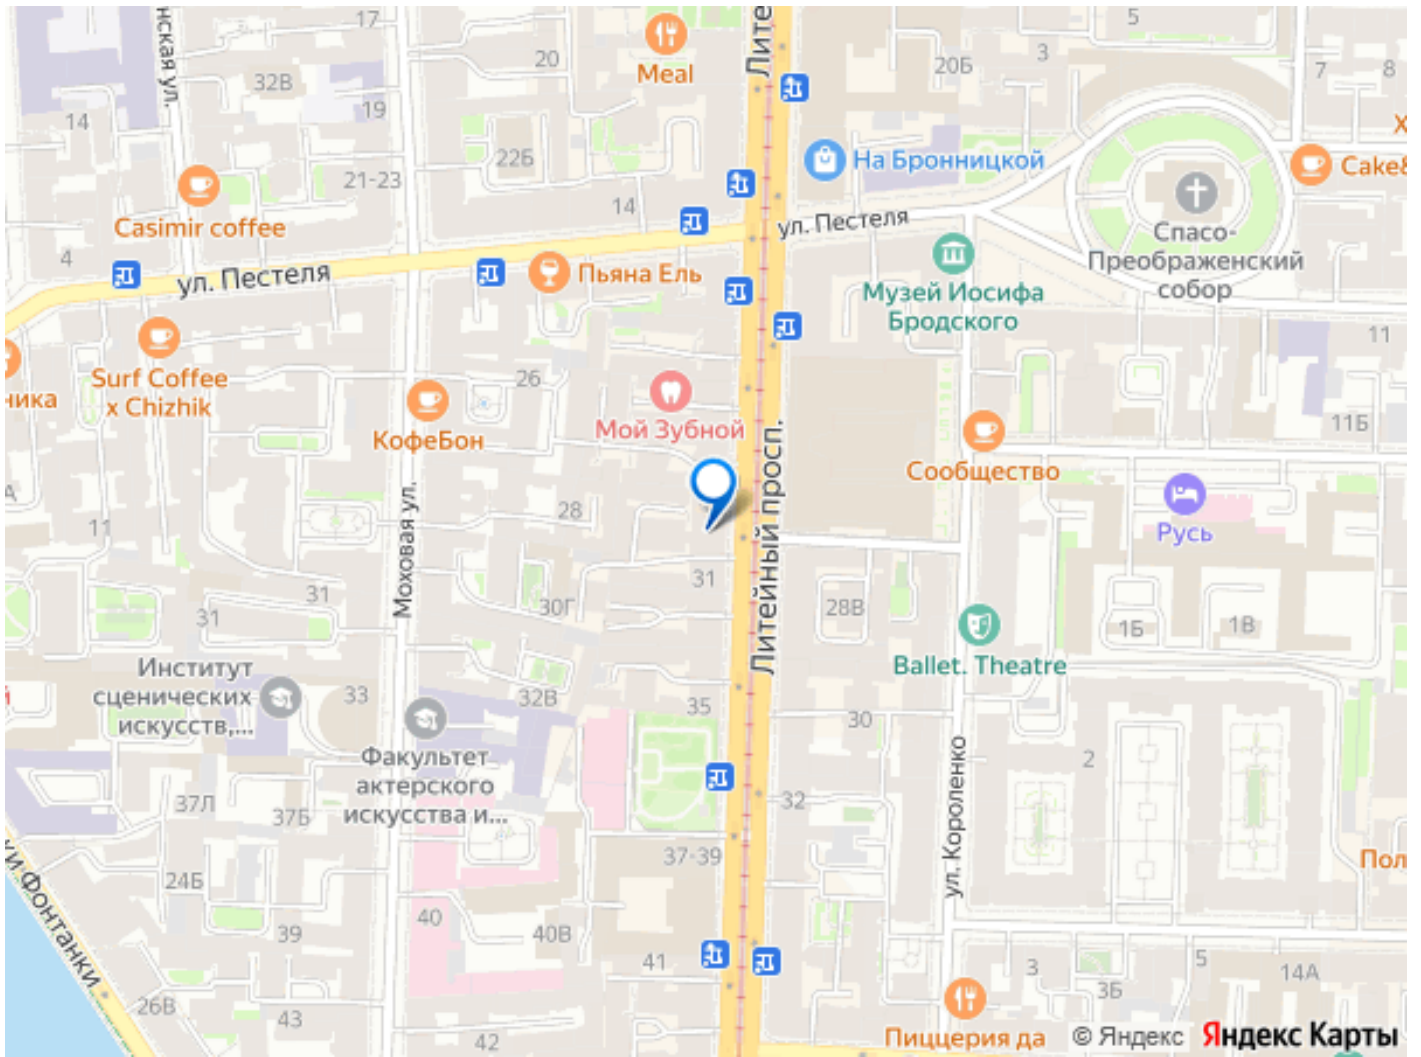 нская ул.
17
Meal
Лите
5
20
3
20Б
7
8
32В
19
14
22Б
На Бронницкой
Cake&
21-23
14
Casimir coffee
ул. Пестеля
Спасо-
Преображенский
собор
4
ул. Пестеля
Пьяна Ель
Музей Иосифа
Бродского
11
Surf Coffee
x Chizhik
26
ника
КофеБон
Мой Зубной
11Б
Сообщество
Литейный просп.
Моховая ул.
28
11
Русь
31
31
30Г
31
28В
1Б
1В
Ballet. Theatre
Институт
сценических
искусств,...
33
32В
35
30
Факультет
актерского
искусства и...
2
37Л
37Б
32
ул. Короленко
37-39
Пол
24Б
ки Фонтанки
40
39
40В
41
3
5
14А
3Б
26В
43
42
Пиццерия да
© Яндекс
Яндекс Карты